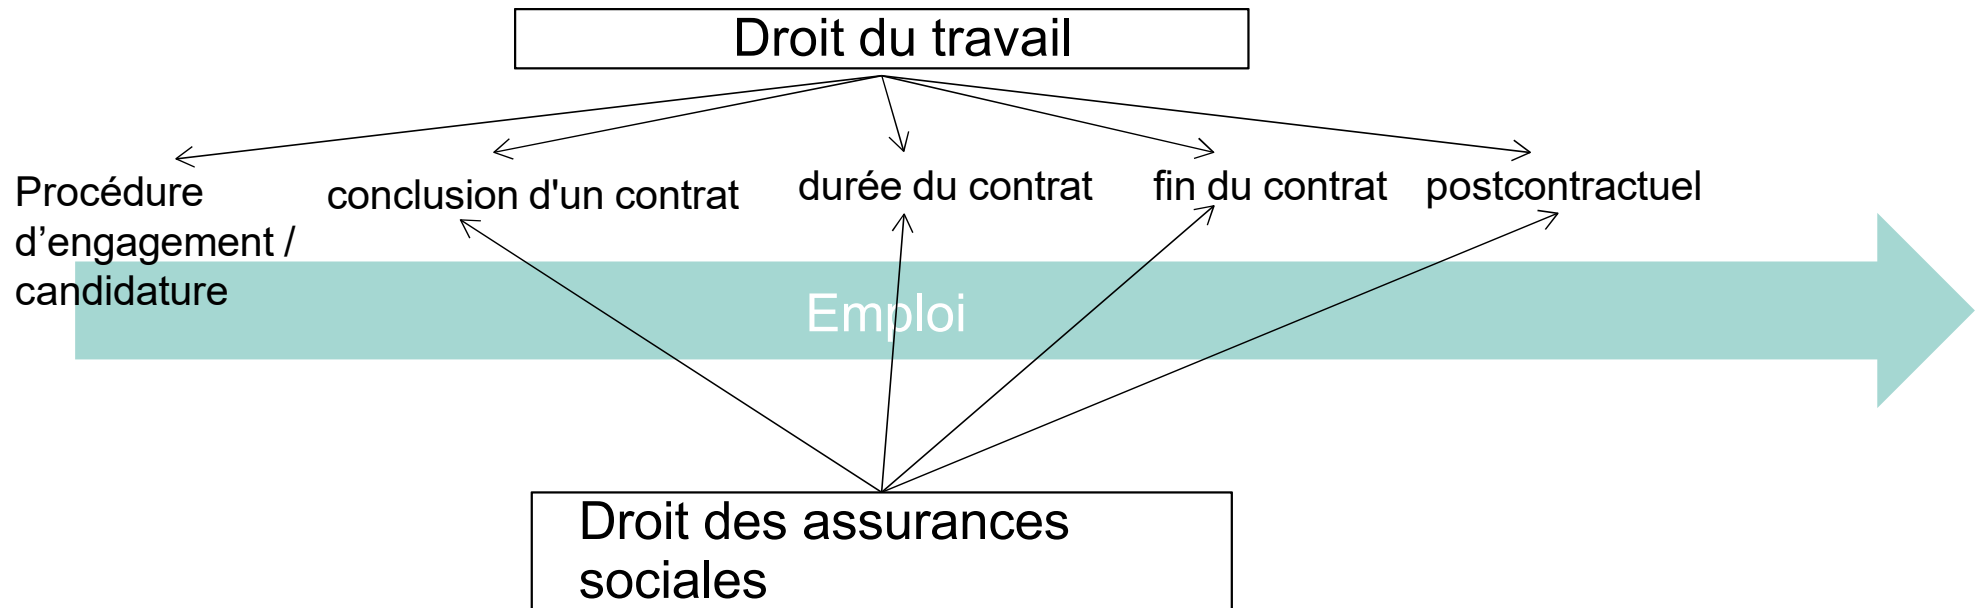 Droit du travail
Procédure
d’engagement /
candidature
conclusion d'un contrat
durée du contrat
fin du contrat
postcontractuel
Emploi
Droit des assurances
sociales